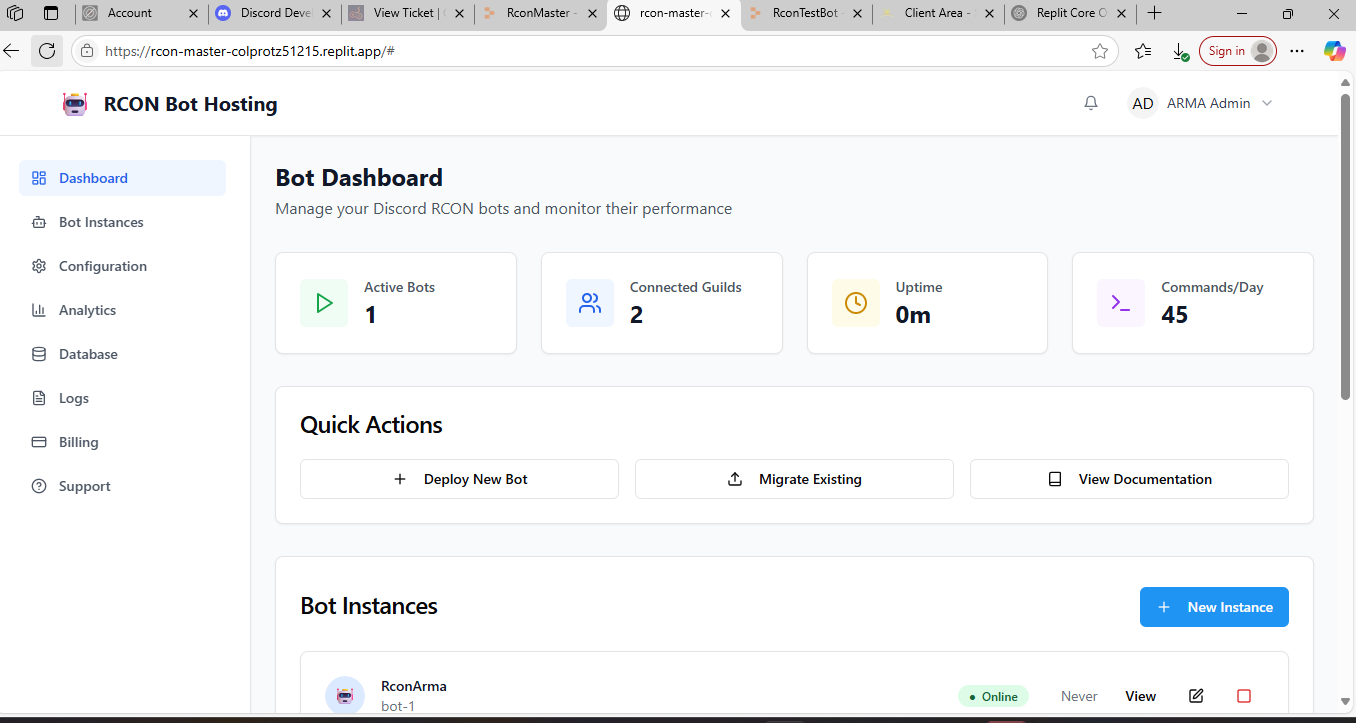 Account
Discord Devel
View Ticket | C
RconMaster -
rcon-master-c
RconTestBot -
Client Area -
Replit Core O
https://rcon-master-colprotz51215.replit.app/#
Sign in
RCON Bot Hosting
AD ARMA Admin
Dashboard
Bot Instances
Configuration
Analytics
Database
Logs
Billing
Support
Bot Dashboard
Manage your Discord RCON bots and monitor their performance
Active Bots
1
Connected Guilds
2
Uptime
0m
Commands/Day
45
Quick Actions
Deploy New Bot
Migrate Existing
View Documentation
Bot Instances
New Instance
RconArma
bot-1
Online
Never
View